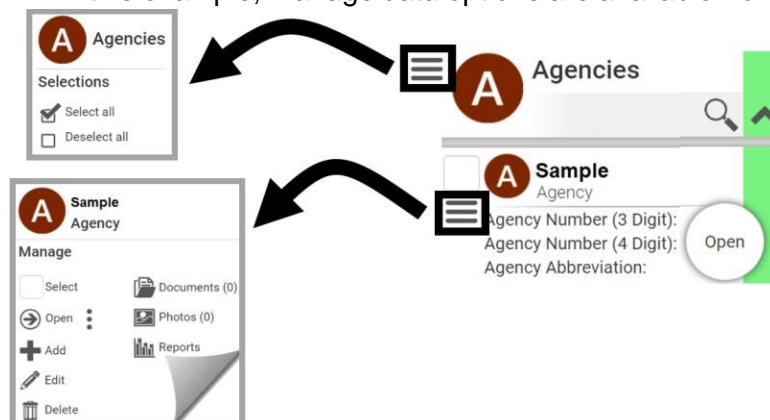 Agencies
Selections
Select all
Deselect all
A
Agencies
A
A
Sample
Agency
Agency Number (3 Digit):
Agency Number (4 Digit):
Agency Abbreviation:
Open
A
Sample
Agency
Manage
Select
Documents (0)
Open
Photos (0)
Add
Reports
Edit
Delete